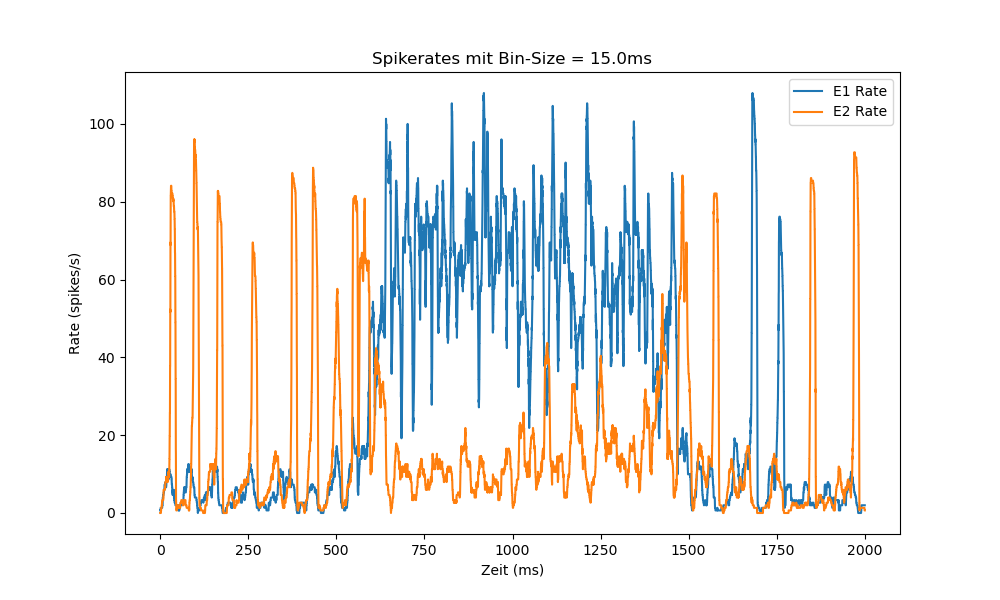 Spikerates mit Bin-Size = 15.0ms
E1 Rate
E2 Rate
100
80
60
40
20
0
Rate (spikes/s)
0 250 500 750 1000 1250 1500 1750 2000
Zeit (ms)